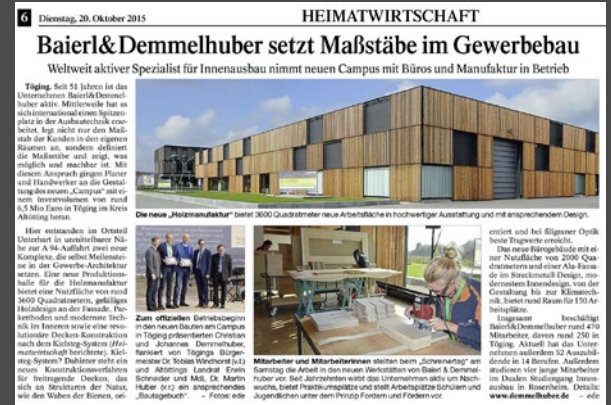 6 Dienstag, 20. Oktober 2015
HEIMATWIRTSCHAFT
Baierl&Demmelhuber setzt Maßstäbe im Gewerbebau
Weltweit aktiver Spezialist für Innenausbau nimmt neuen Campus mit Büros und Manufaktur in Betrieb
Töging. Seit 51 Jahren ist das
Unternehmen Baierl&Demmel-
huber aktiv. Mittlerweile hat es
sich international einen Spitzen-
platz in der Ausbautechnik erar-
beitet, legt nicht nur den Maß-
stab der Kunden in den eigenen
Räumen an, sondern definiert
die Maßstäbe und zeigt, was
möglich und machbar ist. Mit
diesem Anspruch gingen Planer
und Handwerker an die Gestal-
tung des neuen „Campus" mit ei-
nem Investvolumen von rund
6,5 Mio Euro in Töging im Kreis
Altötting heran.
Hier entstanden im Ortsteil
Unterhart in unmittelbarer Nä-
he zur A 94-Auffahrt zwei neue
Komplexe, die selbst Meilenstei-
ne in der Gewerbe-Architektur
setzen. Eine neue Produktions-
halle für die Holzmanufaktur
bietet eine Nutzfläche von rund
3600 Quadratmetern, gefälliges
Holzdesign an der Fassade, Par-
kettboden und modernste Tech-
nik im Inneren sowie eine revo-
lutionäre Decken-Konstruktion
nach dem Kielsteg-System (Hei-
matwirtschaft berichtete). Kiel-
steg-System? Dahinter steht ein
neues Konstruktionsverfahren
für freitragende Decken, das
sich an Strukturen der Natur,
wie den Waben der Bienen, ori-
Die neue „Holzmanufaktur" bietet 3600 Quadratmeter neue Arbeitsfläche in hochwertiger Ausstattung und mit ansprechendem Design.
Zum offiziellen Betriebsbeginn
in den neuen Bauten am Campus
in Töging präsentierten Christian
und Johannes Demmelhuber,
flankiert von Tögings Bürger-
meister Dr. Tobias Windhorst (v.l.)
und Altöttings Landrat Erwin
Schneider und MdL Dr. Martin
Huber (v.r.) ein ansprechendes
„Bautagebuch". – Fotos: ede
Mitarbeiter und Mitarbeiterinnen stellten beim „Schreinertag" am
Samstag die Arbeit in den neuen Werkstätten von Baierl & Demmel-
huber vor. Seit Jahrzehnten wirbt das Unternehmen aktiv um Nach-
wuchs, bietet Praktikumsplätze und stellt Arbeitsplätze Schülern und
Jugendlichen unter dem Prinzip Fordern und Fördern vor.
entiert und bei filigraner Optik
beste Tragwerte erreicht.
Das neue Bürogebäude mit ei-
ner Nutzfläche von 2000 Qua-
dratmetern und einer Alu-Fassa-
de im Streckmetall-Design, mo-
dernstem Innendesign, von der
Gestaltung bis zur Klimatech-
nik, bietet rund Raum für 150 Ar-
beitsplätze.
Insgesamt beschäftigt
Baierl&Demmelhuber rund 470
Mitarbeiter, davon rund 250 in
Töging. Aktuell hat das Unter-
nehmen außerdem 52 Auszubil-
dende in 14 Berufen. Außerdem
studieren vier junge Mitarbeiter
im Dualen Studiengang Innen-
ausbau in Rosenheim. Details:
www.demmelhuber.de – ede